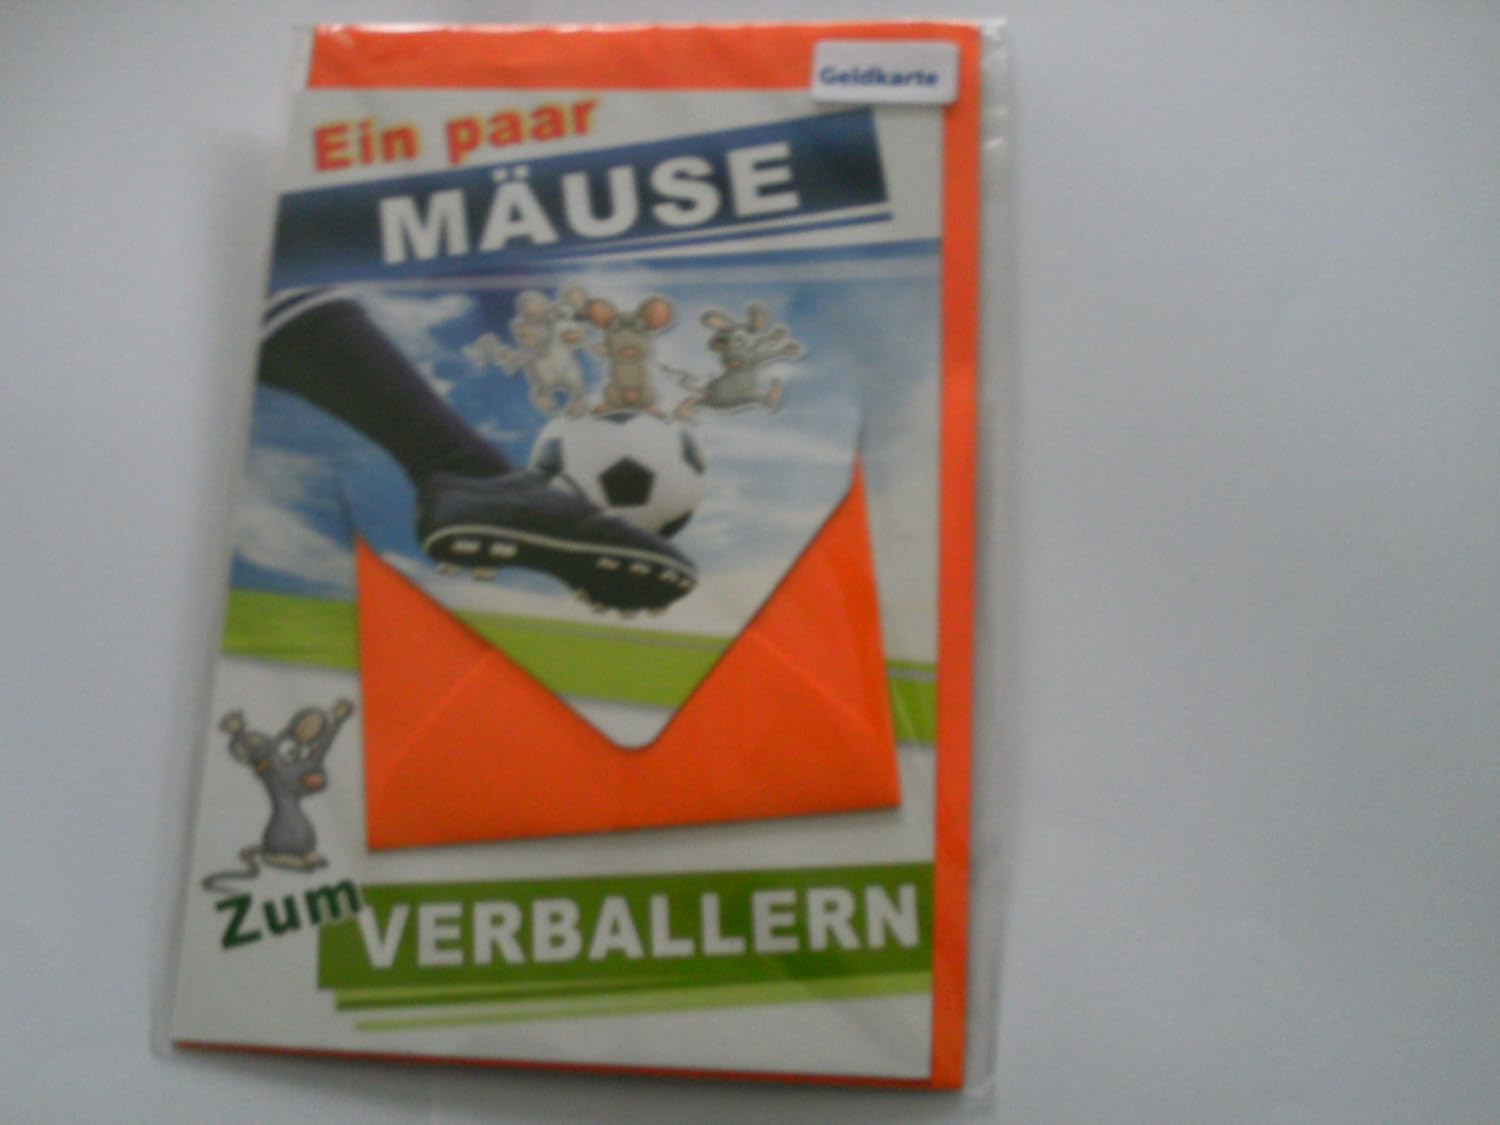 Geldkarte
Ein paar
MÄUSE
Zum
VERBALLERN